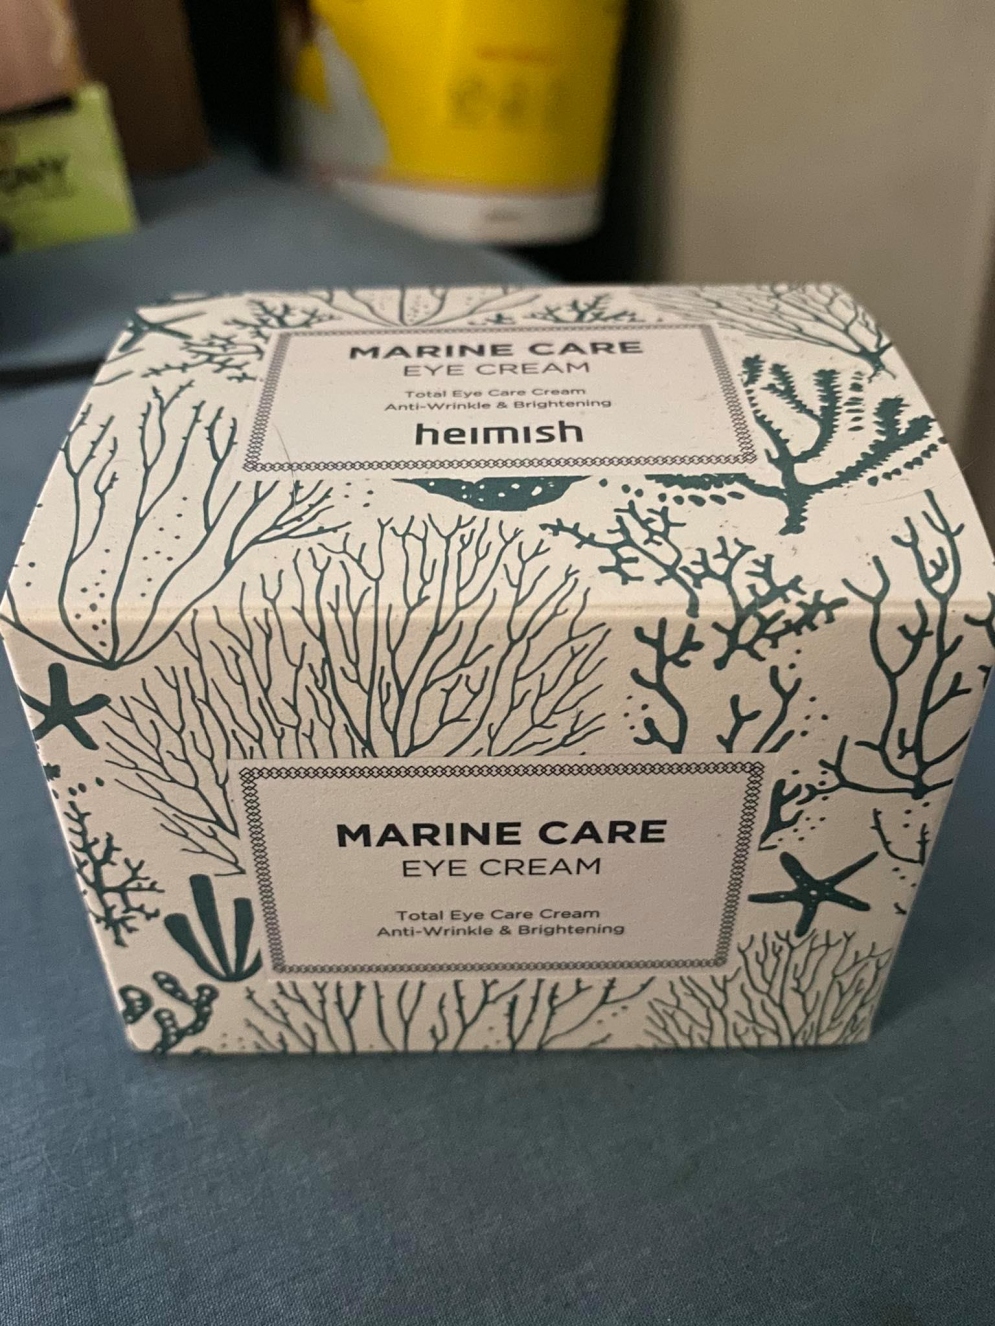 MARINE CARE
EYE CREAM
Total Eye Care Cream
Anti-Wrinkle & Brightening
heimish
MARINE CARE
EYE CREAM
Total Eye Care Cream
Anti-Wrinkle & Brightening